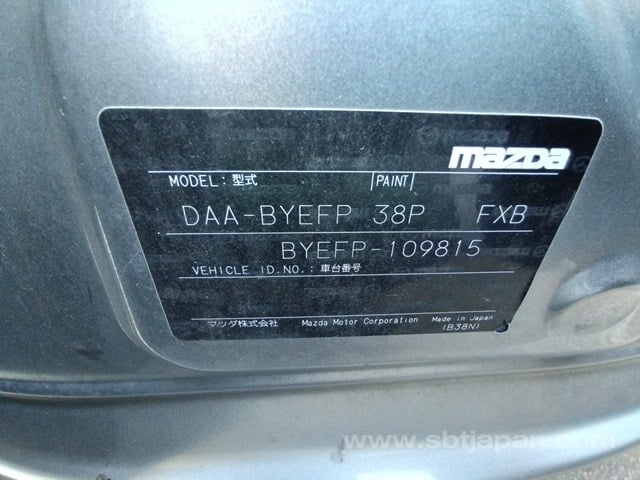 mazda
MODEL: 型式 PAINT
DAA-BYEFP 38P FXB
BYEFP-109815
VEHICLE ID.NO.: 車台番号
マツダ株式会社 Mazda Motor Corporation Made in Japan
IB38N1
www.sbtjapan.com